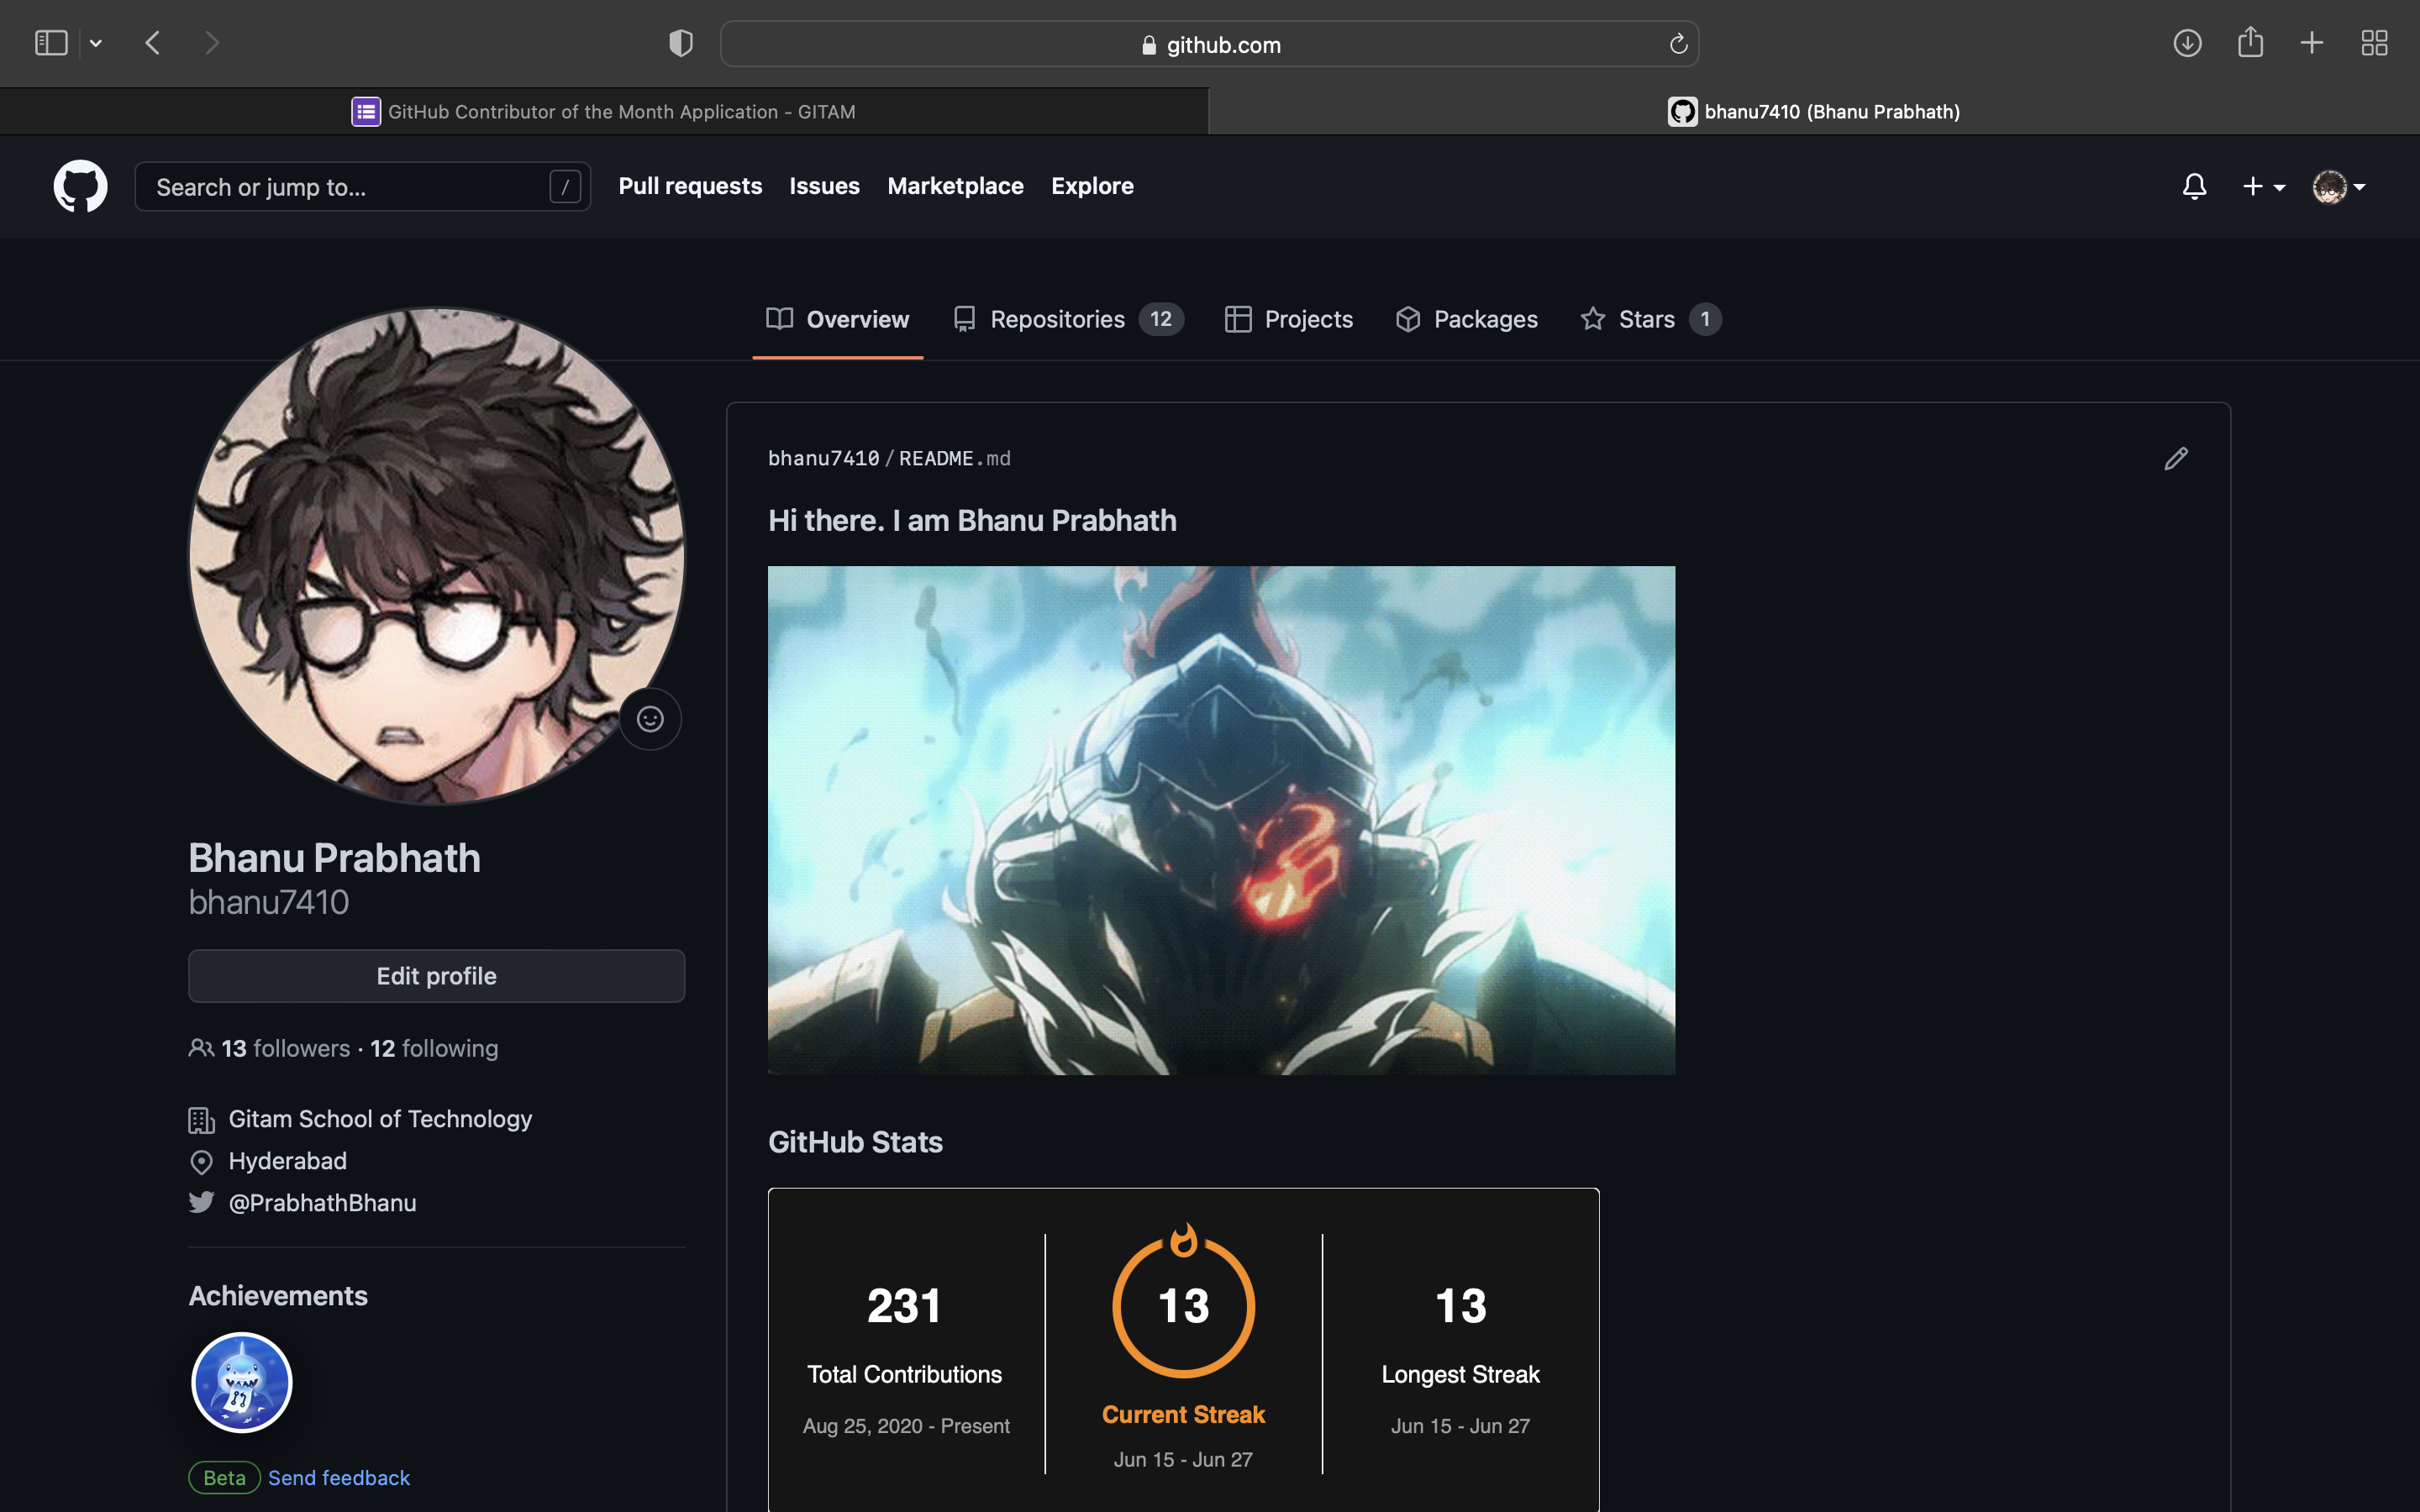 github.com
GitHub Contributor of the Month Application - GITAM
bhanu7410 (Bhanu Prabhath)
Search or jump to...
/
Pull requests
Issues
Marketplace
Explore
Overview
Repositories 12
Projects
Packages
Stars 1
bhanu7410/README.md
Hi there. I am Bhanu Prabhath
Bhanu Prabhath
bhanu7410
Edit profile
13 followers · 12 following
Gitam School of Technology
Hyderabad
@PrabhathBhanu
Achievements
Beta Send feedback
GitHub Stats
231
Total Contributions
Aug 25, 2020 - Present
13
Current Streak
Jun 15 - Jun 27
13
Longest Streak
Jun 15 - Jun 27